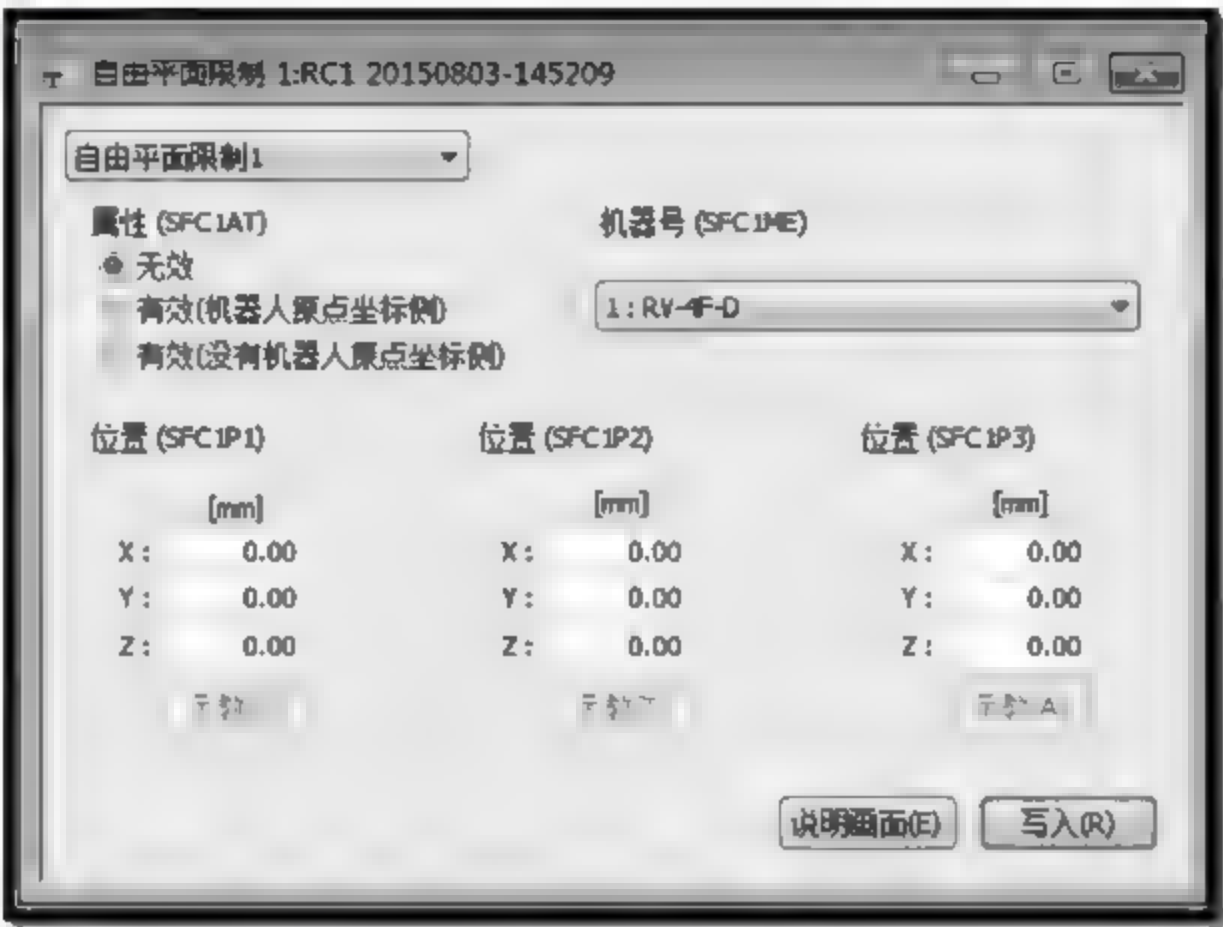 自由平面限制 1:RC1 20150803-145209
自由平面限制1
属性 (SFC1AT)
机器号 (SFC1ME)
无效
有效(机器人原点坐标侧)
1:RV-4F-D
有效(没有机器人原点坐标侧)
位置 (SFC1P1) 位置 (SFC1P2) 位置 (SFC1P3)
[mm] [mm] [mm]
X: 0.00 X: 0.00 X: 0.00
Y: 0.00 Y: 0.00 Y: 0.00
Z: 0.00 Z: 0.00 Z: 0.00
说明画面(E) 写入(R)